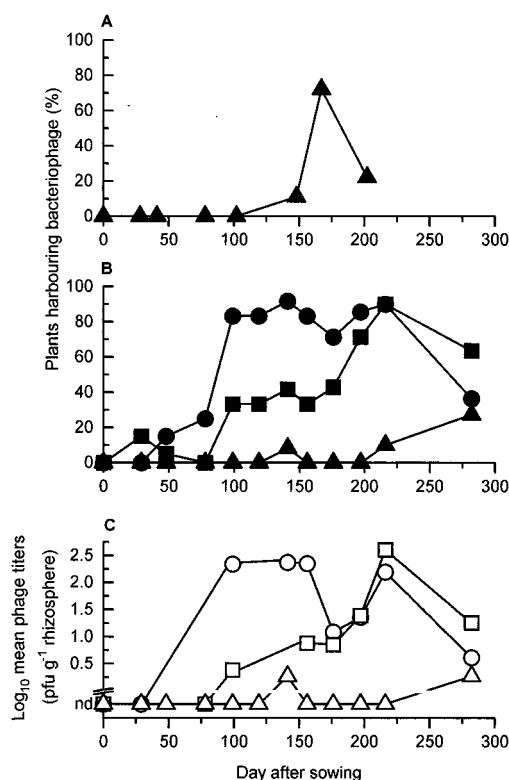 A
100
80
60
40
20
0
0 50 100 150 200 250 300
Plants harbouring bacteriophage (%)
B
100
80
60
40
20
0
0 50 100 150 200 250 300
C
2.5
2.0
1.5
1.0
0.5
nd
0 50 100 150 200 250 300
Log10 mean phage titers
(pfu g-1 rhizosphere)
Day after sowing